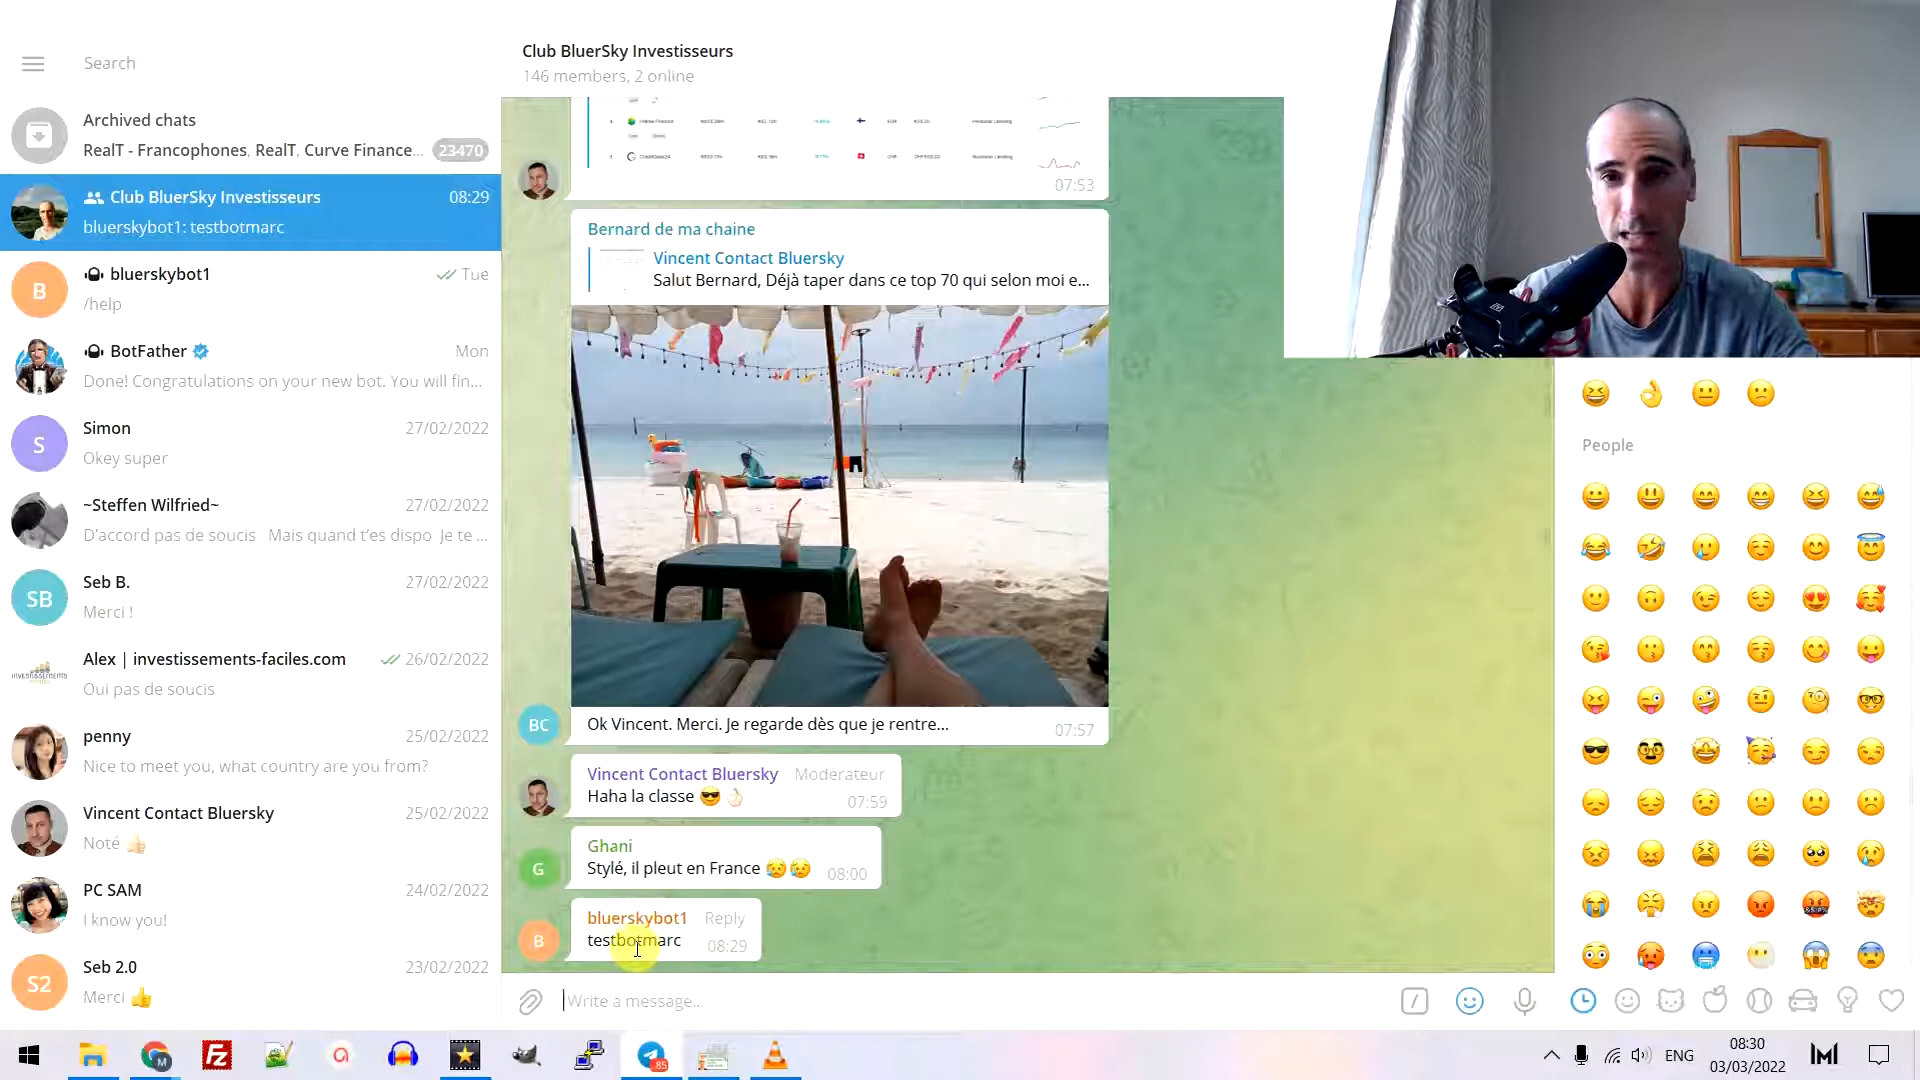 Search
Archived chats
RealT - Francophones, RealT, Curve Finance...
23470
Club BluerSky Investisseurs
08:29
bluerskybot1: testbotmarc
B
bluerskybot1
Tue
/help
BotFather
Mon
Done! Congratulations on your new bot. You will fin...
S
Simon
27/02/2022
Okey super
~Steffen Wilfried~
27/02/2022
D'accord pas de soucis Mais quand t'es dispo Je te ...
SB
Seb B.
27/02/2022
Merci !
Alex | investissements-faciles.com
26/02/2022
Oui pas de soucis
penny
25/02/2022
Nice to meet you, what country are you from?
Vincent Contact Bluersky
25/02/2022
Noté 👍🏻
PC SAM
24/02/2022
I know you!
S2
Seb 2.0
23/02/2022
Merci 👍
Club BluerSky Investisseurs
146 members, 2 online
07:53
Bernard de ma chaine
Vincent Contact Bluersky
Salut Bernard, Déjà taper dans ce top 70 qui selon moi e...
BC
Ok Vincent. Merci. Je regarde dès que je rentre...
07:57
Vincent Contact Bluersky Moderateur
Haha la classe 😎👌🏻
07:59
G
Ghani
Stylé, il pleut en France 😥😥
08:00
B
bluerskybot1 Reply
testbotmarc
08:29
Write a message...
People
85
ENG
08:30
03/03/2022